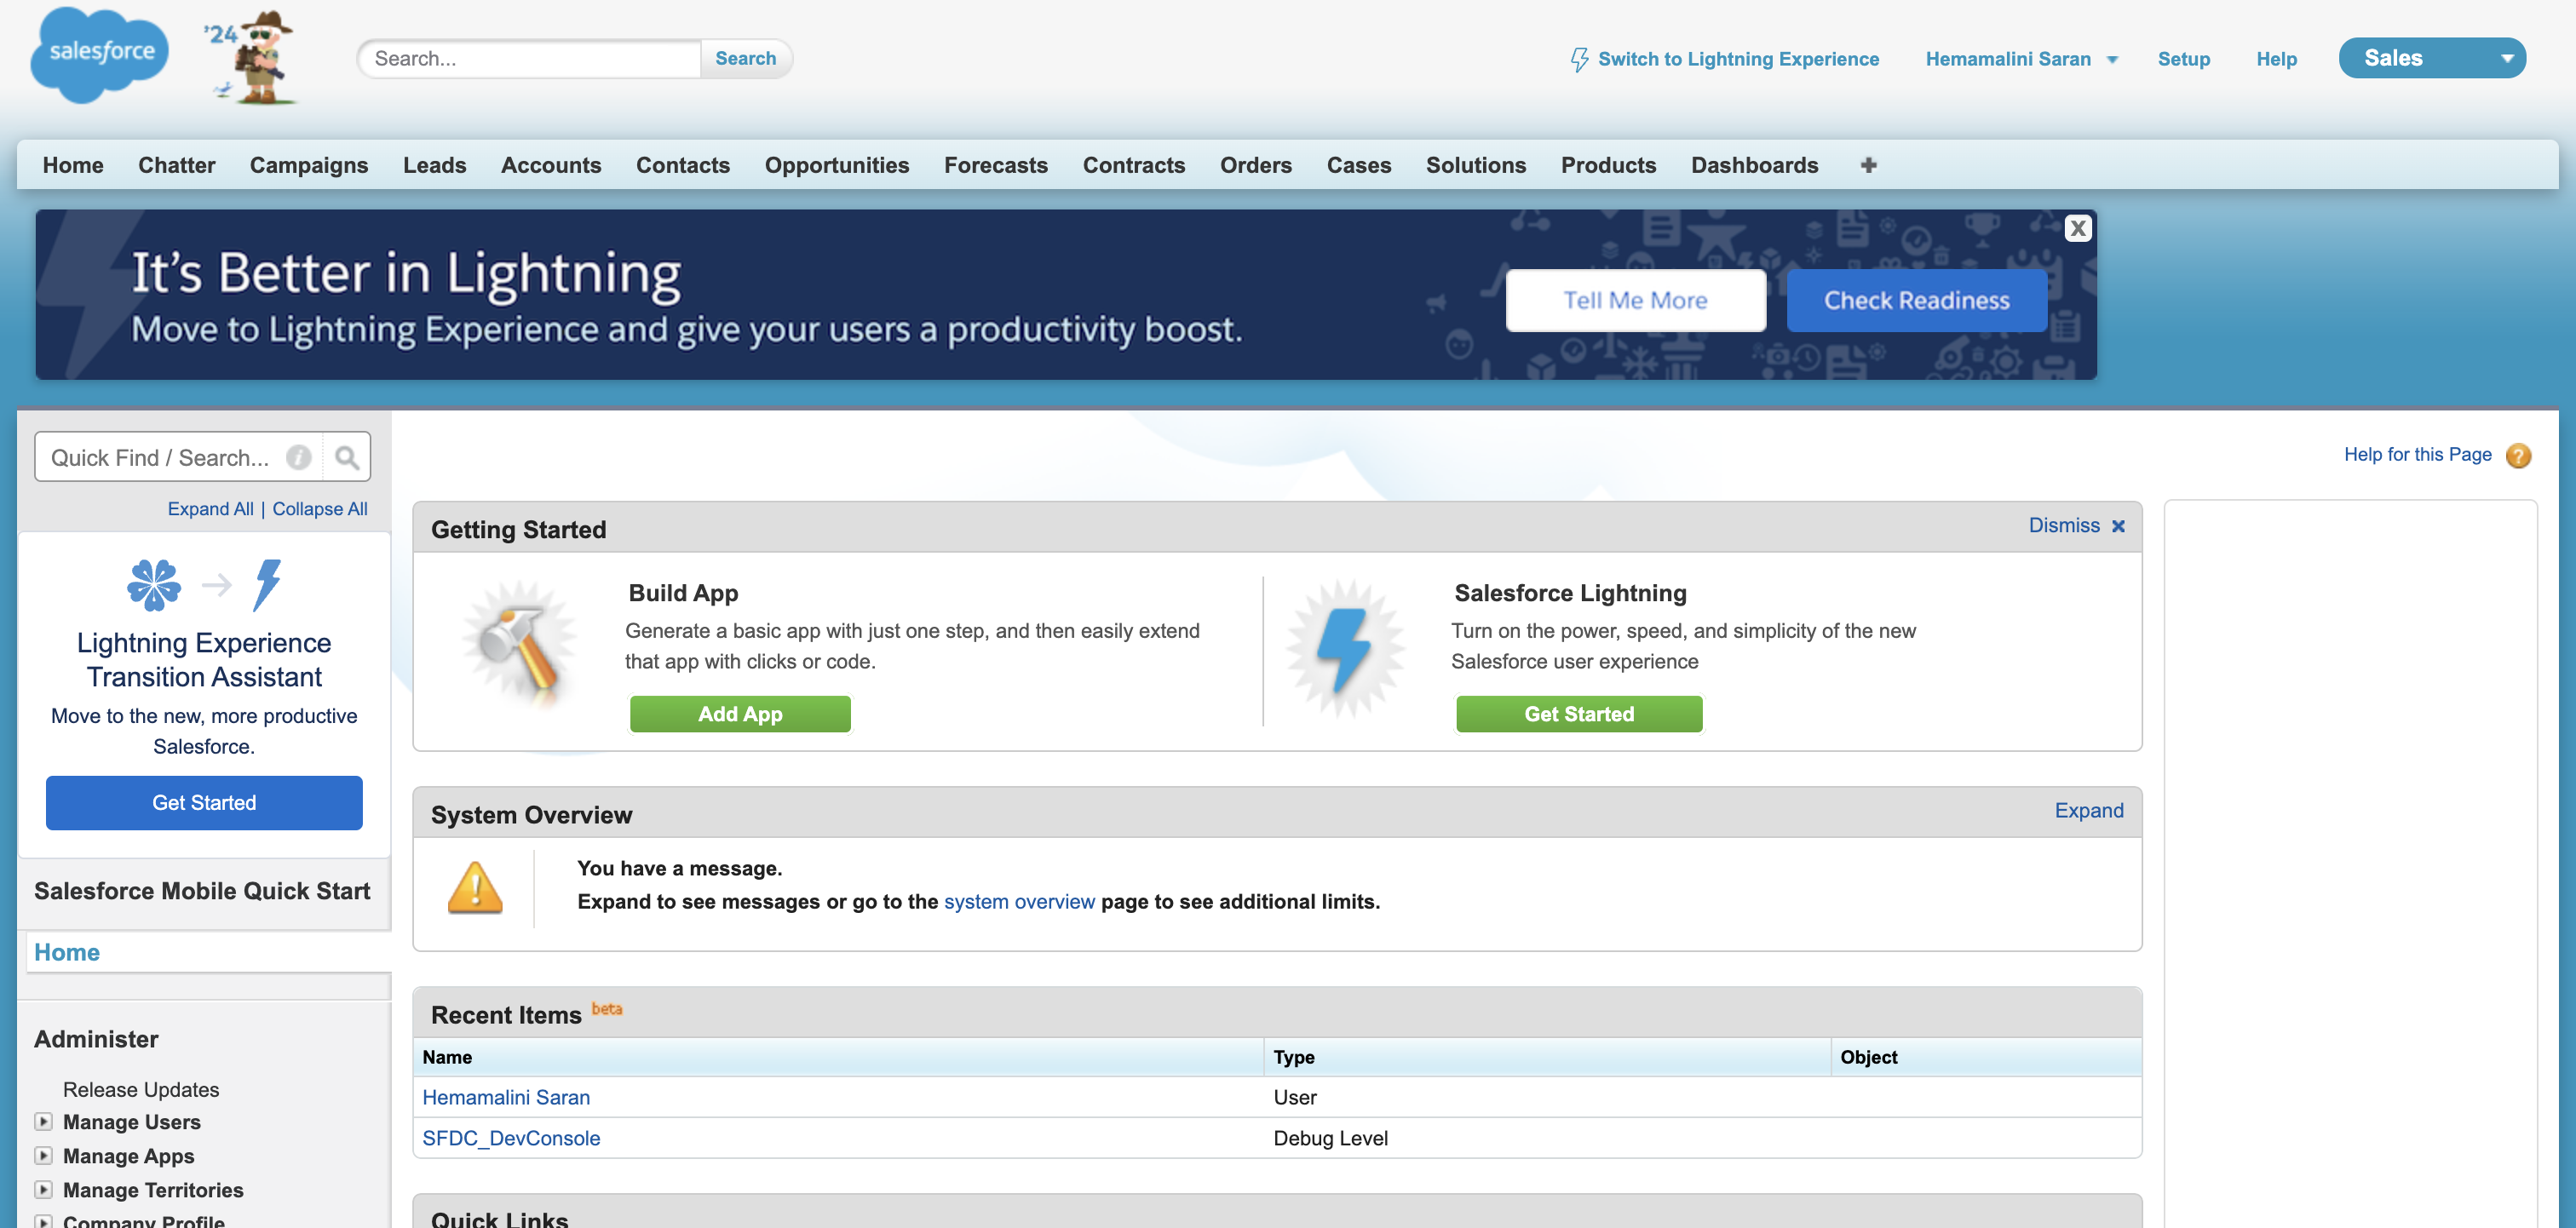 salesforce
'24
Search...
Search
Switch to Lightning Experience
Hemamalini Saran
Setup
Help
Sales
Home
Chatter
Campaigns
Leads
Accounts
Contacts
Opportunities
Forecasts
Contracts
Orders
Cases
Solutions
Products
Dashboards
+
It's Better in Lightning
Move to Lightning Experience and give your users a productivity boost.
Tell Me More
Check Readiness
X
Quick Find / Search...
Expand All | Collapse All
Lightning Experience
Transition Assistant
Move to the new, more productive
Salesforce.
Get Started
Salesforce Mobile Quick Start
Home
Administer
Release Updates
Manage Users
Manage Apps
Manage Territories
Company Profile
Help for this Page
?
Getting Started
Dismiss
Build App
Generate a basic app with just one step, and then easily extend
that app with clicks or code.
Add App
Salesforce Lightning
Turn on the power, speed, and simplicity of the new
Salesforce user experience
Get Started
System Overview
Expand
You have a message.
Expand to see messages or go to the system overview page to see additional limits.
Recent Items beta
Name
Type
Object
Hemamalini Saran
User
SFDC_DevConsole
Debug Level
Quick Links